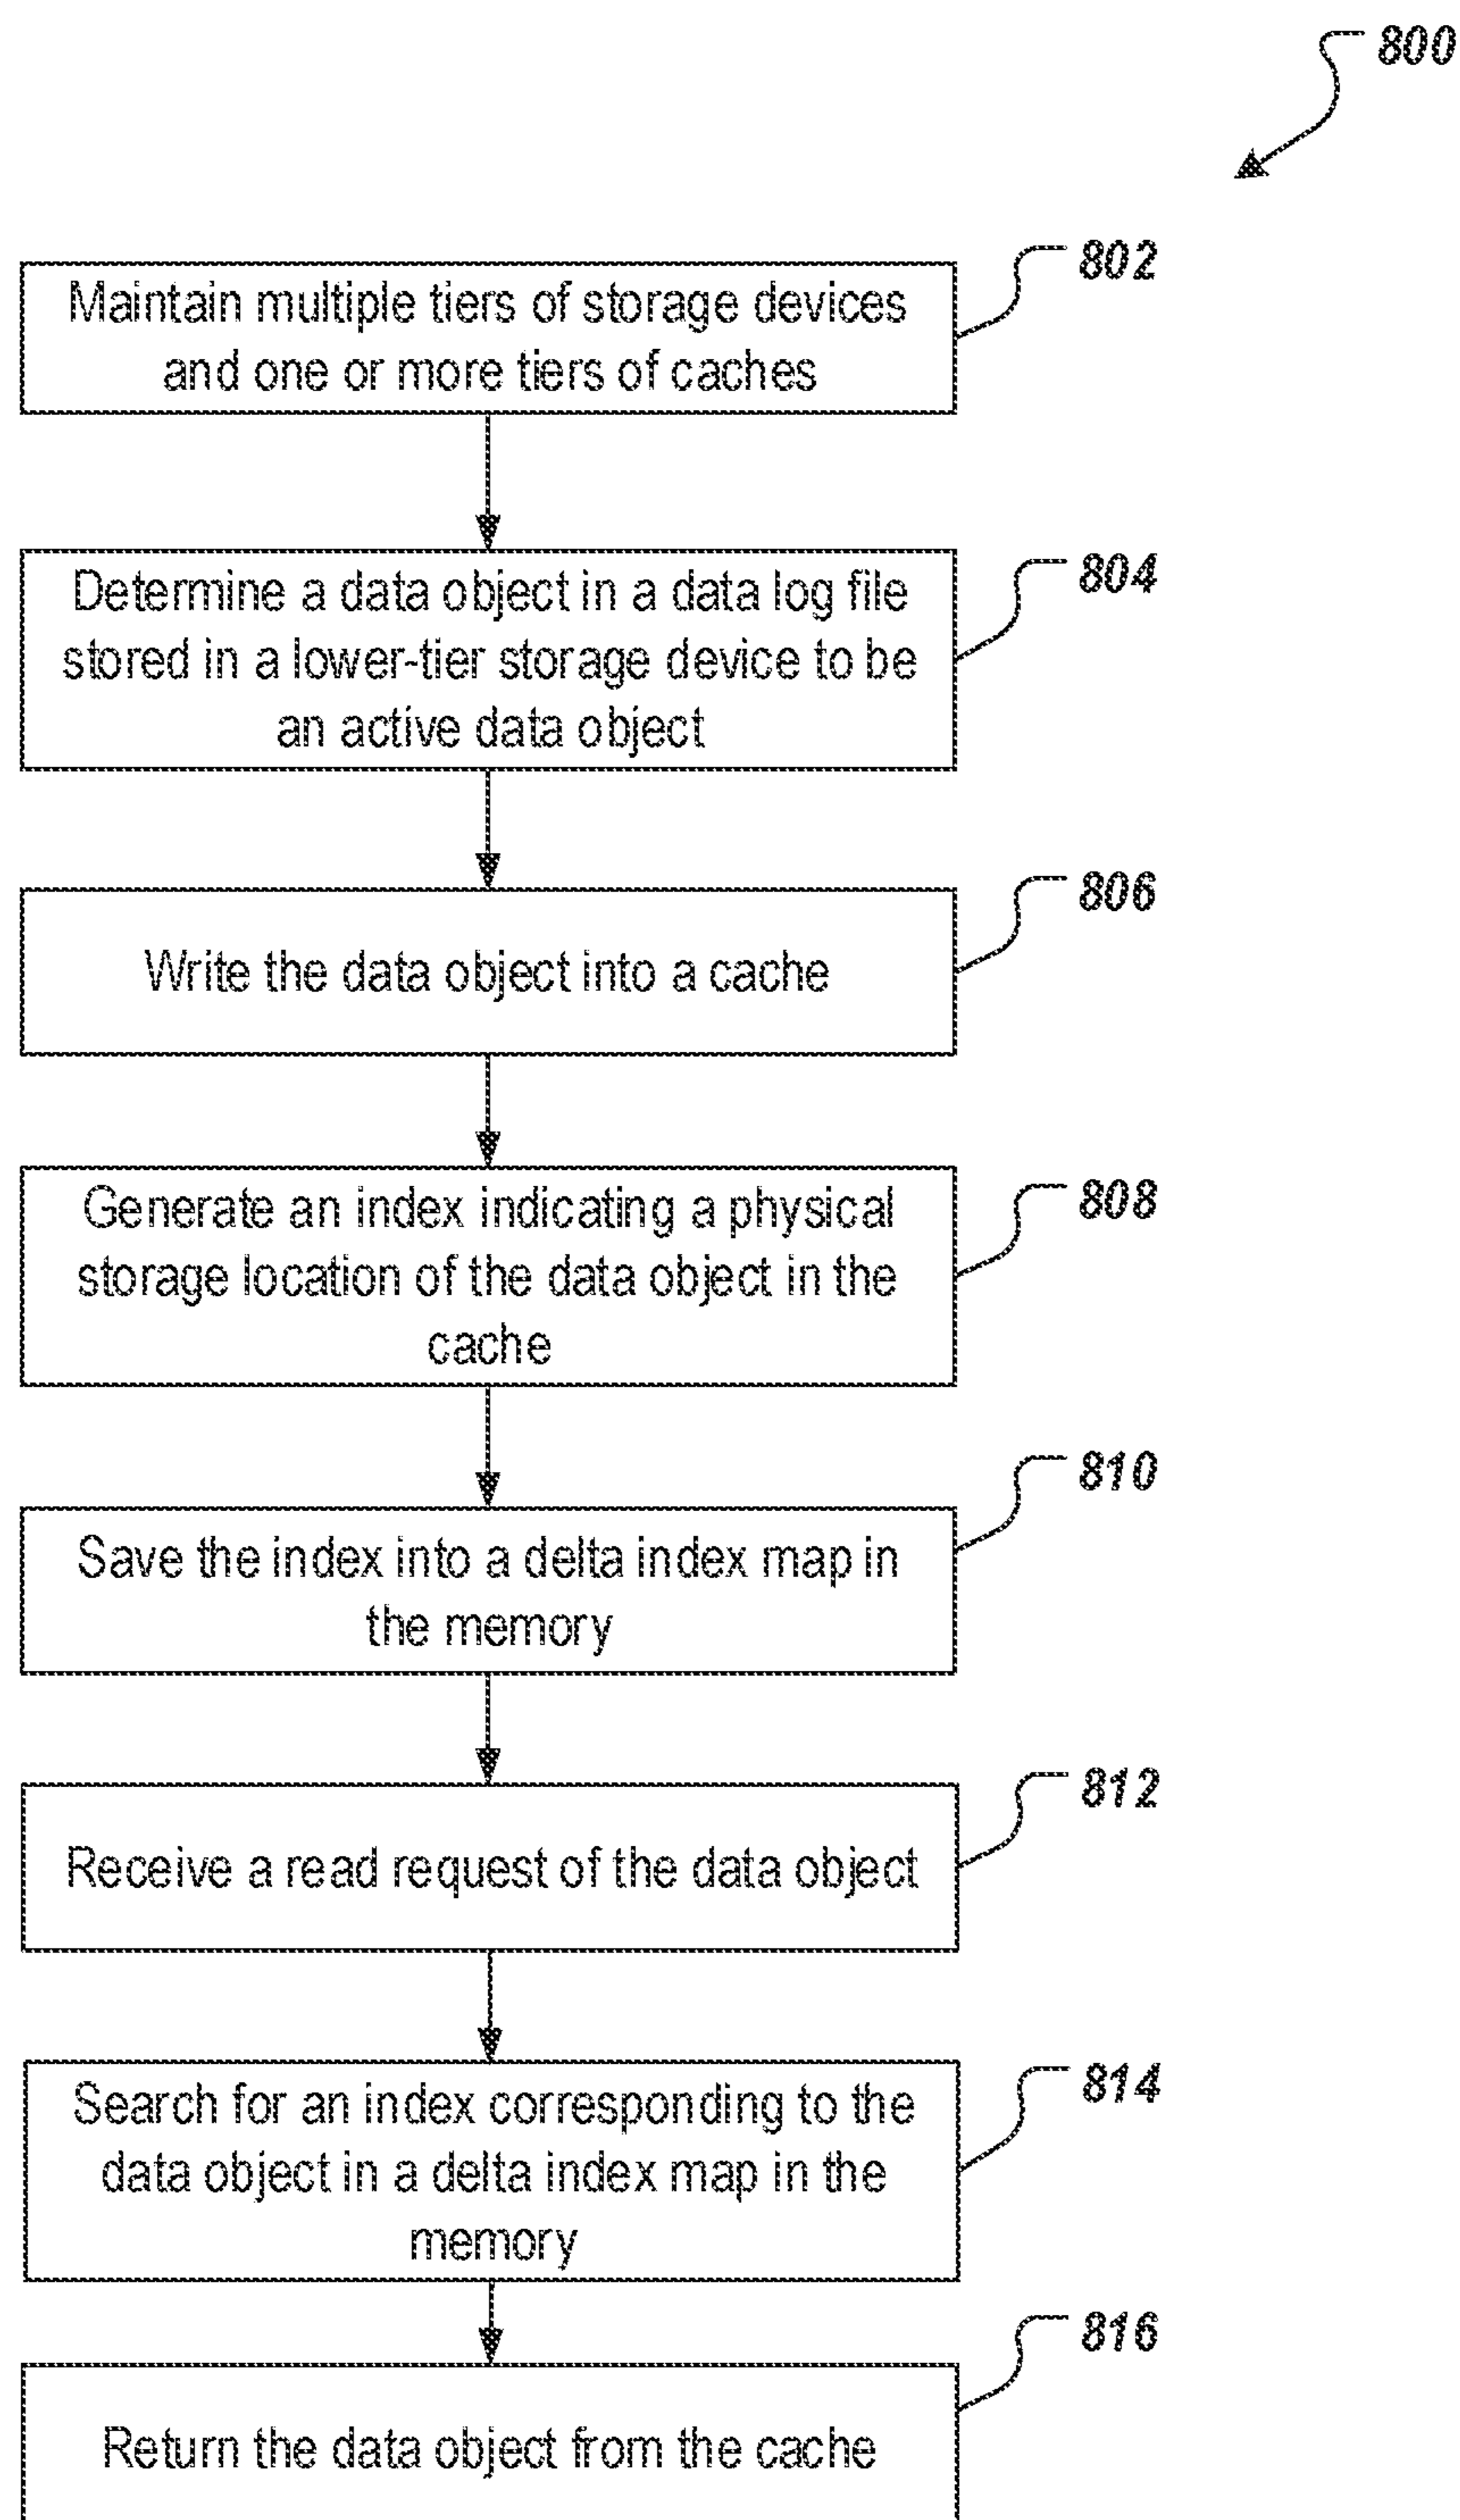 800
802
Maintain multiple tiers of storage devices
and one or more tiers of caches
804
Determine a data object in a data log file
stored in a lower-tier storage device to be
an active data object
806
Write the data object into a cache
808
Generate an index indicating a physical
storage location of the data object in the
cache
810
Save the index into a delta index map in
the memory
812
Receive a read request of the data object
814
Search for an index corresponding to the
data object in a delta index map in the
memory
816
Return the data object from the cache